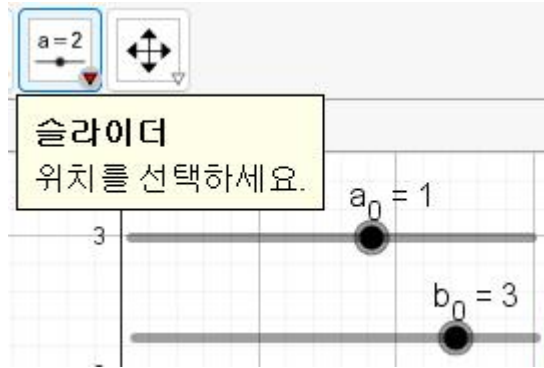 a=2
슬라이더
위치를 선택하세요.
a₀ = 1
3
b₀ = 3